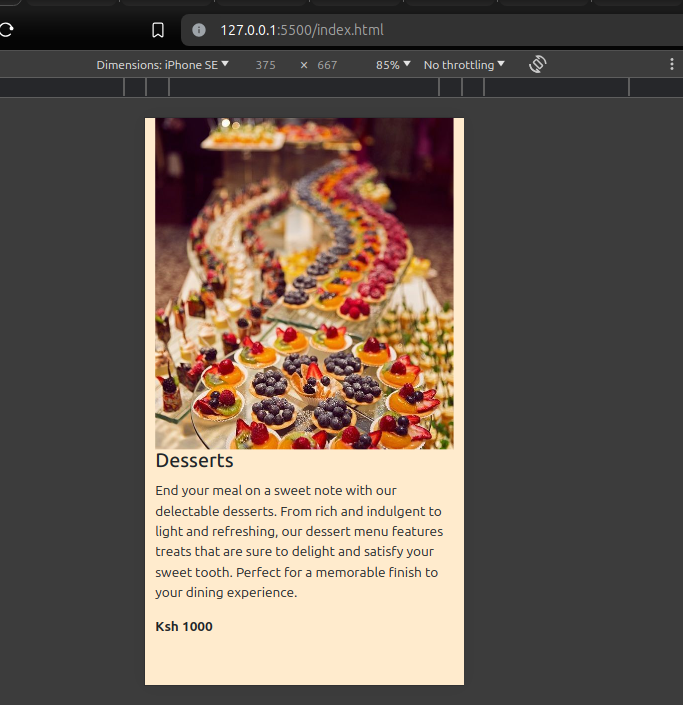 127.0.0.1:5500/index.html
Dimensions: iPhone SE 375 × 667 85% No throttling
Desserts
End your meal on a sweet note with our
delectable desserts. From rich and indulgent to
light and refreshing, our dessert menu features
treats that are sure to delight and satisfy your
sweet tooth. Perfect for a memorable finish to
your dining experience.
Ksh 1000